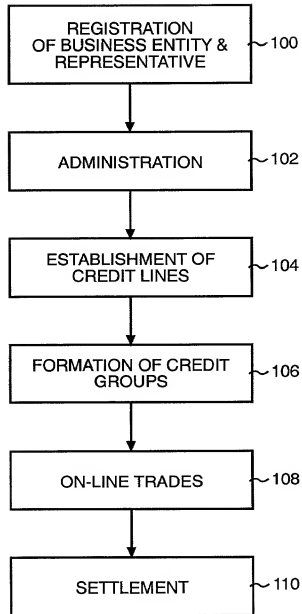 REGISTRATION
OF BUSINESS ENTITY &
REPRESENTATIVE
100
ADMINISTRATION
102
ESTABLISHMENT OF
CREDIT LINES
104
FORMATION OF CREDIT
GROUPS
106
ON-LINE TRADES
108
SETTLEMENT
110